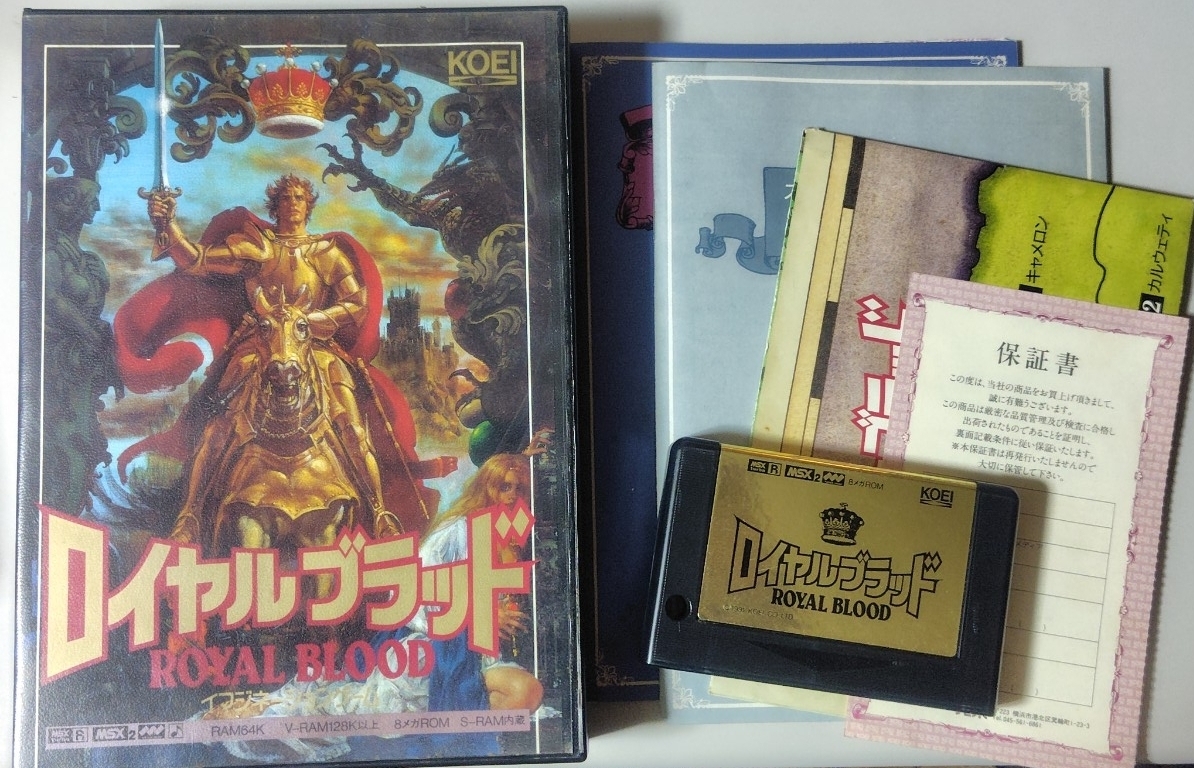 KOEI
ロイヤルブラッド
ROYAL BLOOD
MSX 2
RAM64K V-RAM128K以上 8メガROM S-RAM内蔵
キャメロン
2 カルウェティ
保証書
この度は、当社の商品をお買上げ頂きまして、
誠に有難うございます。
この商品は厳密な品質管理及び検査に合格し
出荷されたものであることを証明し、
裏面記載条件に従い保証いたします。
※本保証書は再発行いたしませんので
大切に保管して下さい。
R MSX 2 8メガROM
KOEI
ロイヤルブラッド
ROYAL BLOOD